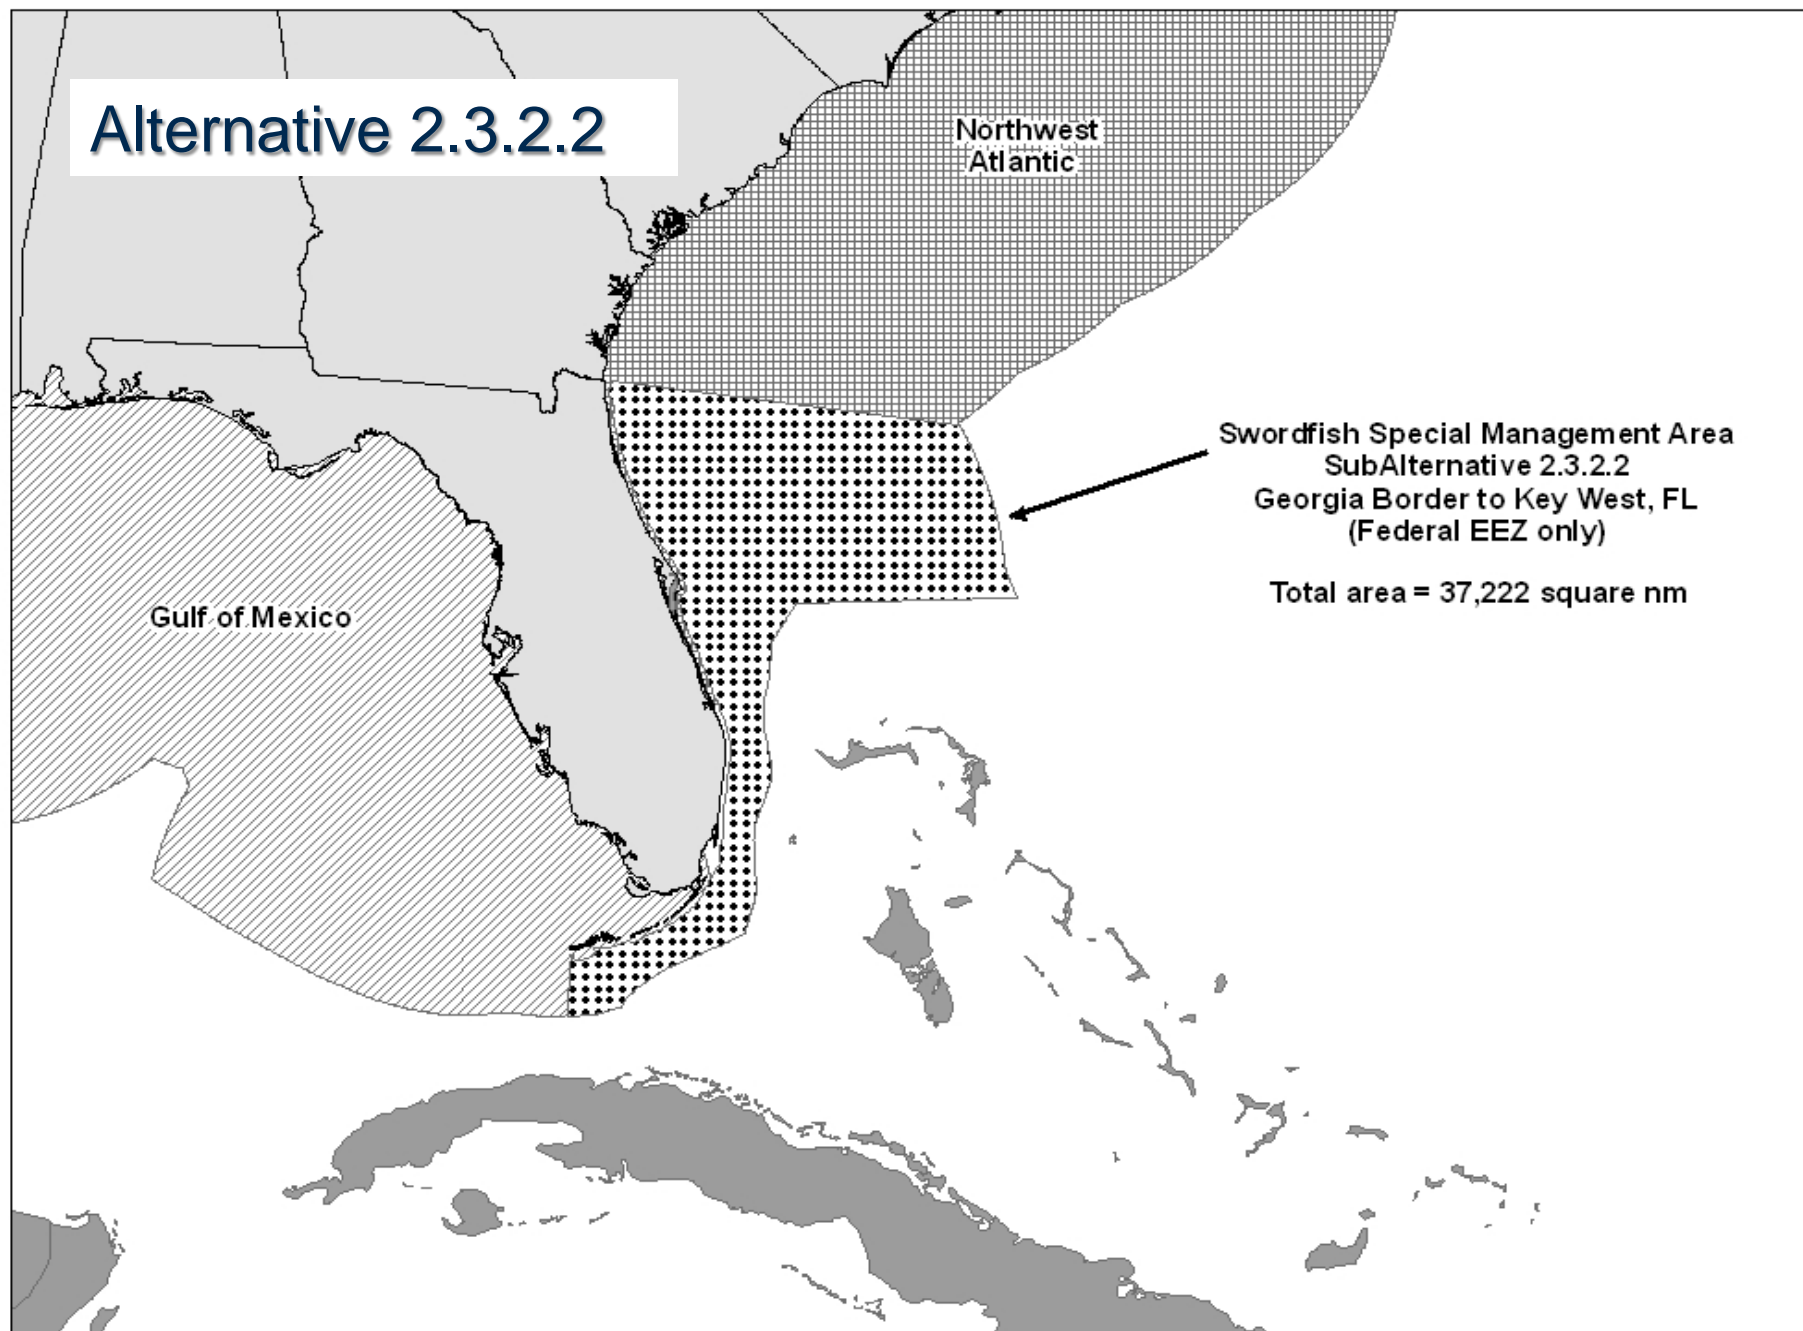 Alternative 2.3.2.2
Northwest
Atlantic
Swordfish Special Management Area
SubAlternative 2.3.2.2
Georgia Border to Key West, FL
(Federal EEZ only)
Total area = 37,222 square nm
Gulf of Mexico